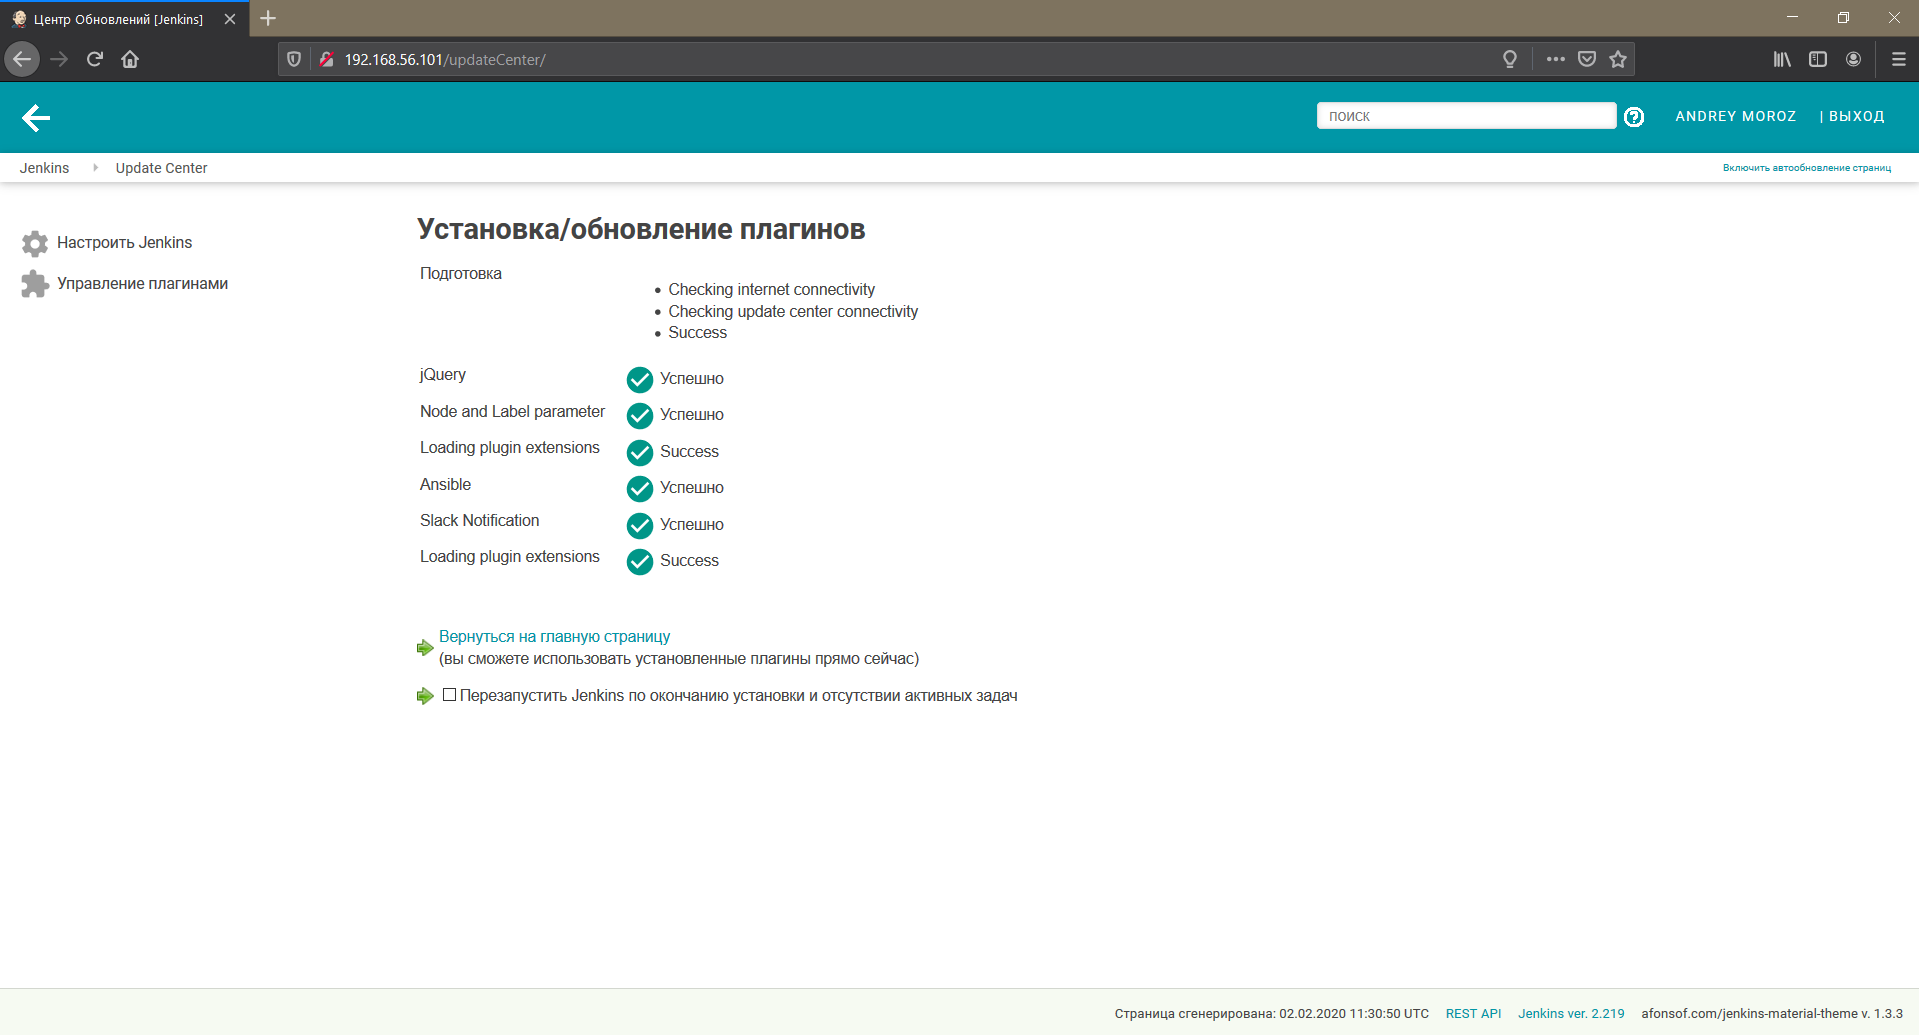 Центр Обновлений [Jenkins]
192.168.56.101/updateCenter/
поиск
ANDREY MOROZ
| ВЫХОД
Jenkins
Update Center
Включить автообновление страниц
Настроить Jenkins
Управление плагинами
Установка/обновление плагинов
Подготовка
Checking internet connectivity
Checking update center connectivity
Success
jQuery
Успешно
Node and Label parameter
Успешно
Loading plugin extensions
Success
Ansible
Успешно
Slack Notification
Успешно
Loading plugin extensions
Success
Вернуться на главную страницу
(вы сможете использовать установленные плагины прямо сейчас)
Перезапустить Jenkins по окончанию установки и отсутствии активных задач
Страница сгенерирована: 02.02.2020 11:30:50 UTC
REST API
Jenkins ver. 2.219
afonsof.com/jenkins-material-theme v. 1.3.3